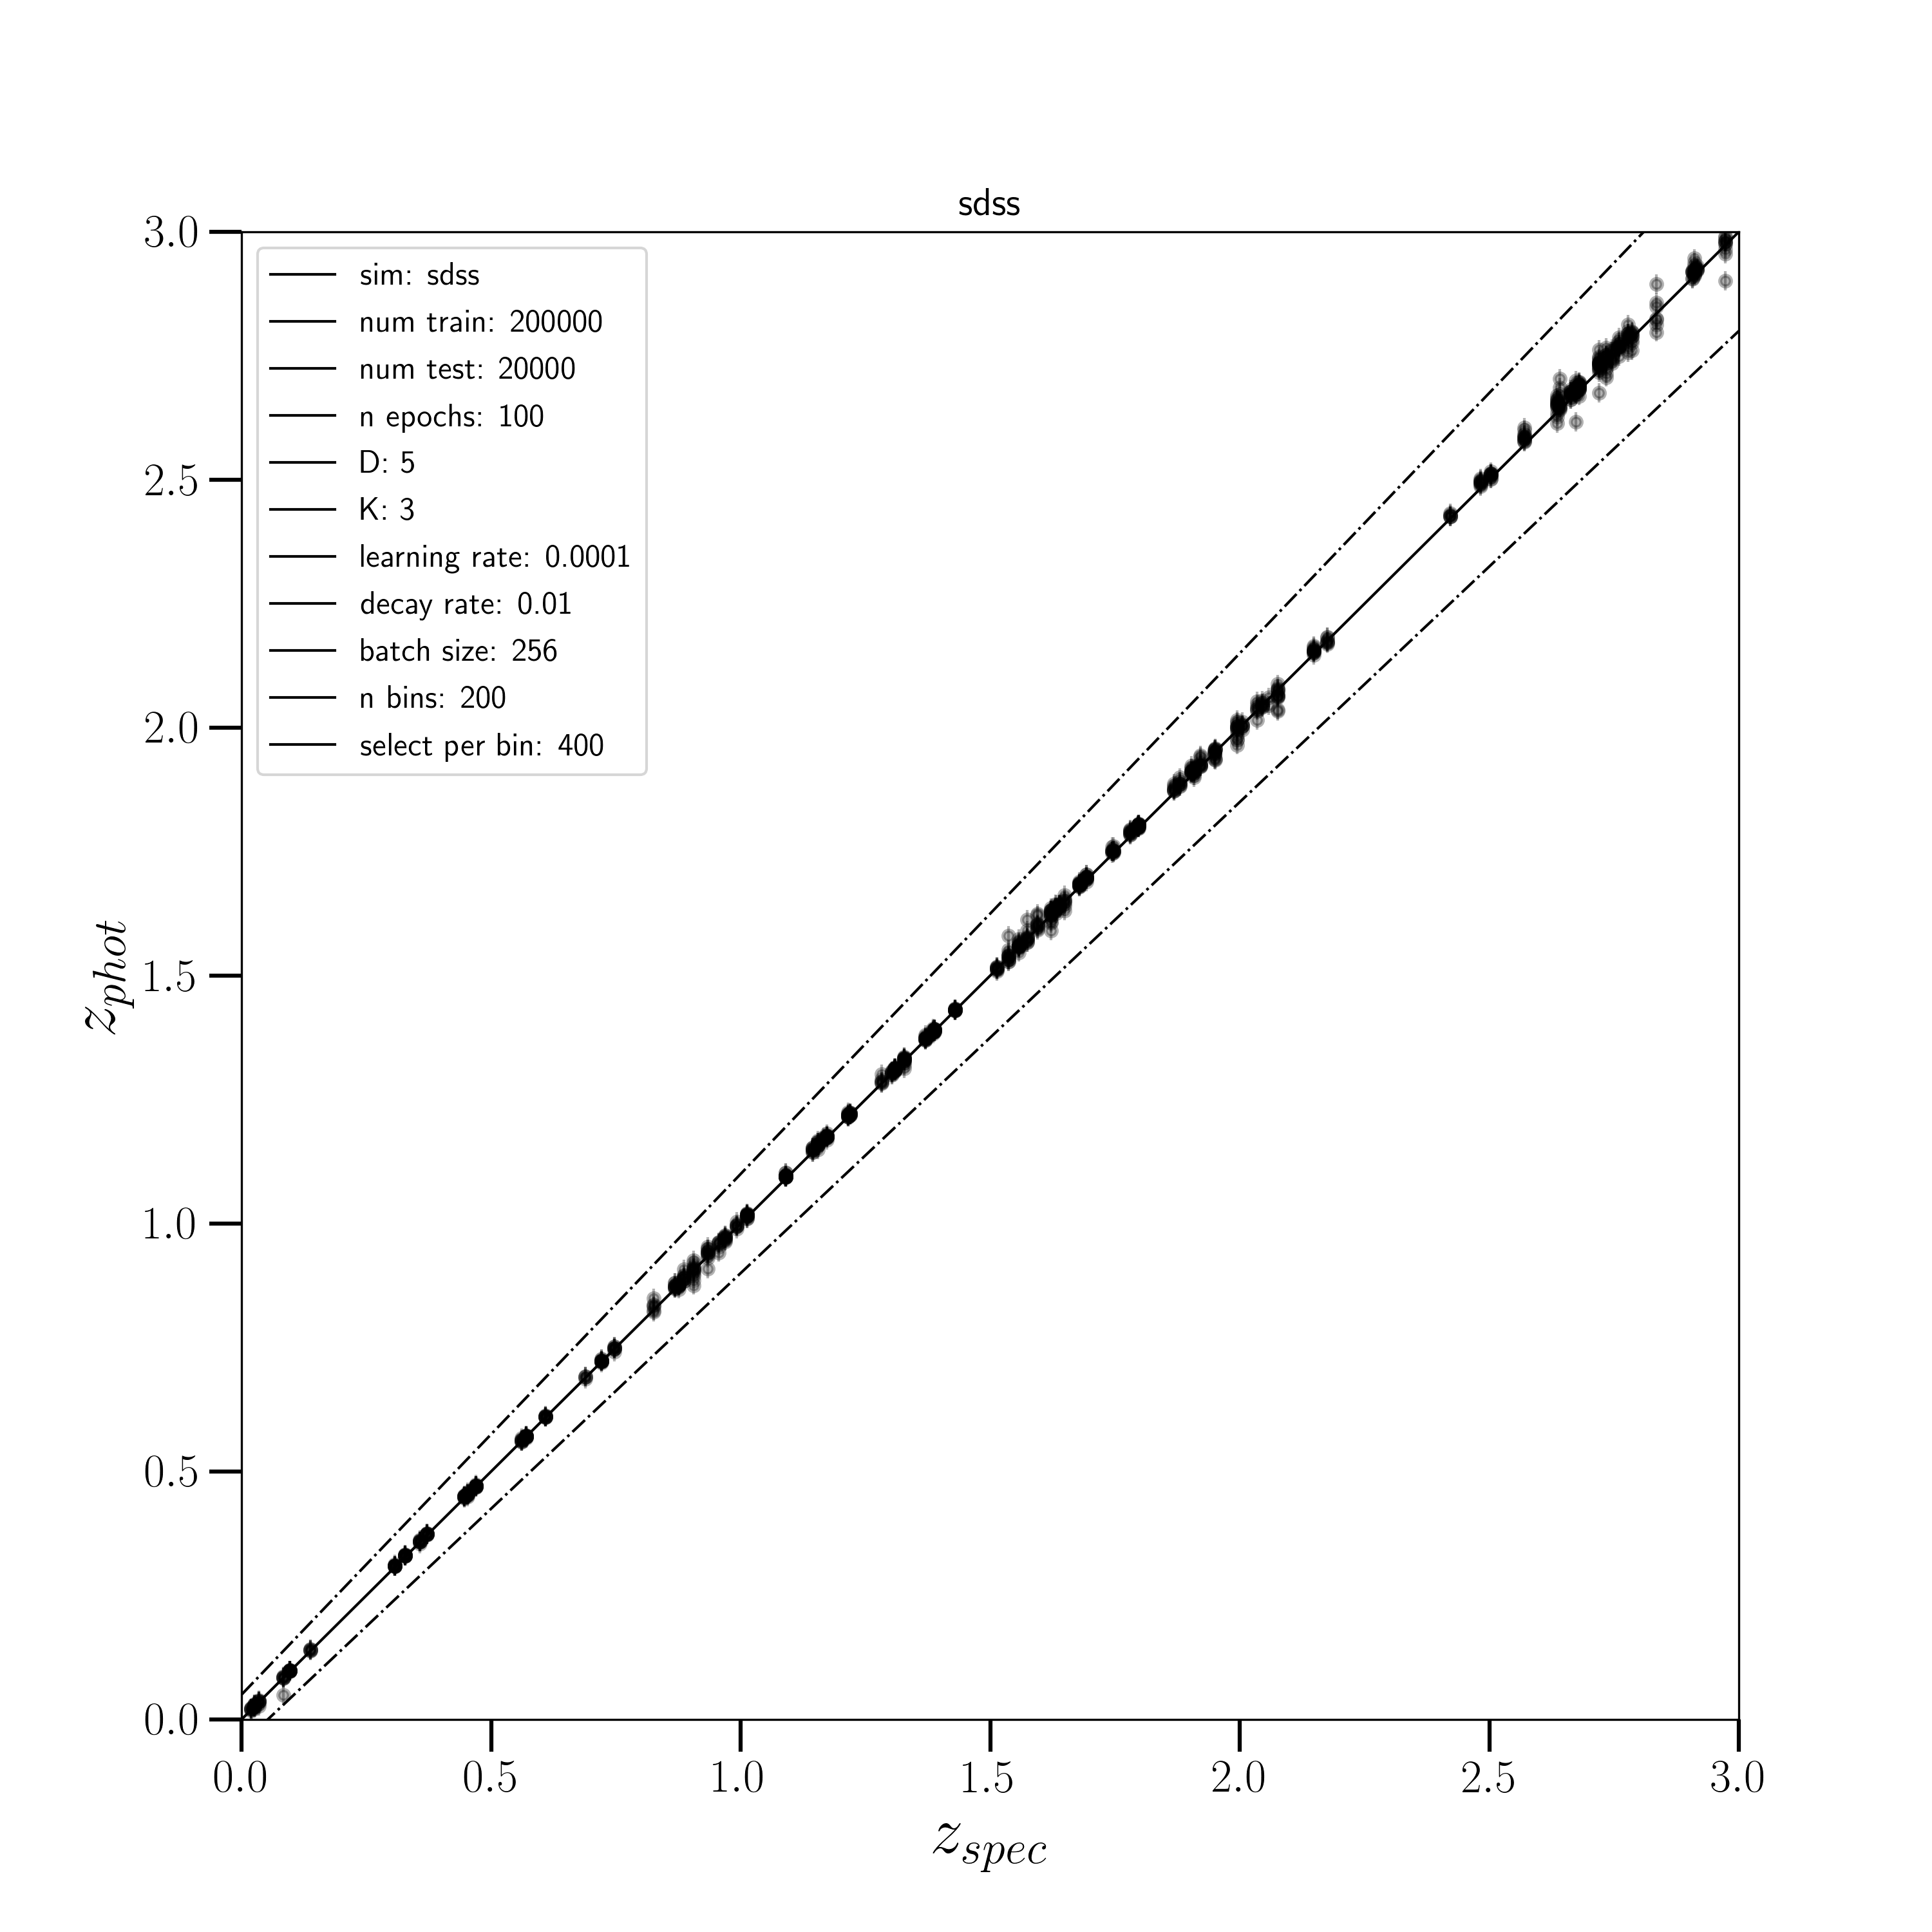 sdss
3.0
sim: sdss
num train: 200000
num test: 20000
n epochs: 100
D: 5
K: 3
learning rate: 0.0001
decay rate: 0.01
batch size: 256
n bins: 200
select per bin: 400
2.5
2.0
1.5
1.0
0.5
0.0
z_phot
0.0 0.5 1.0 1.5 2.0 2.5 3.0
z_spec